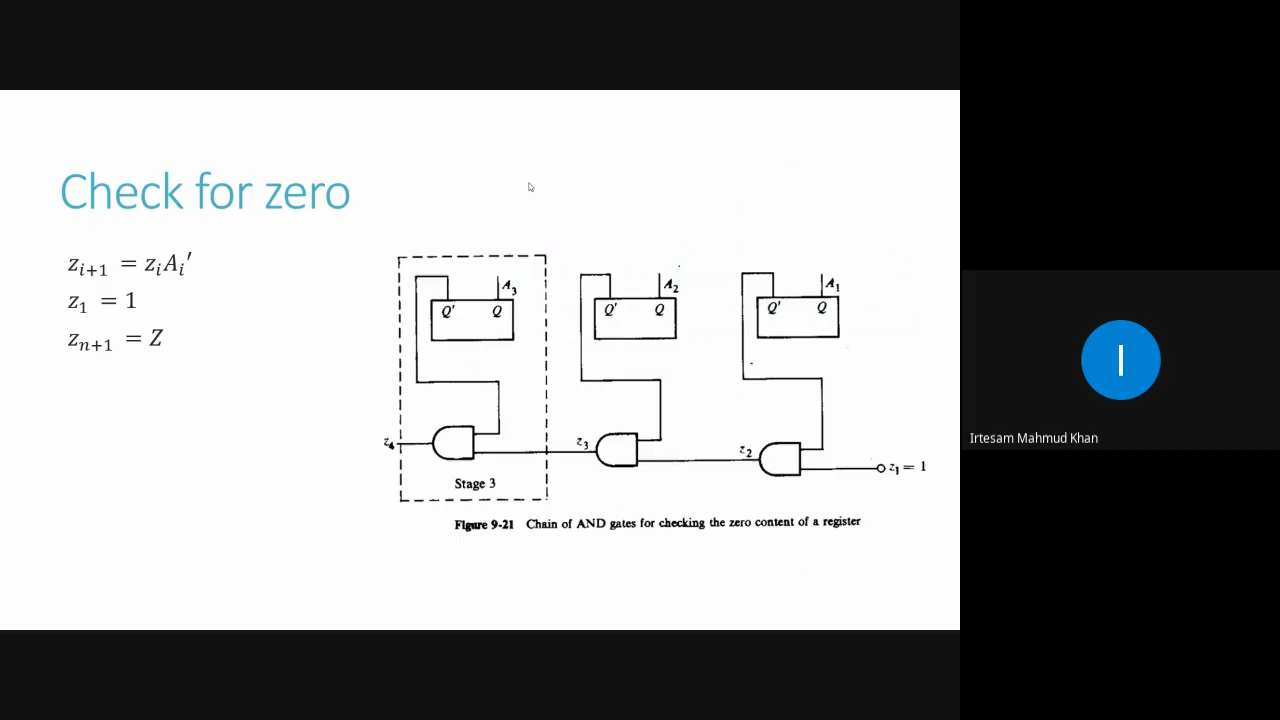 Check for zero
z_{i+1} = z_i A_i'
z_1 = 1
z_{n+1} = Z
A_3
A_2
A_1
Q' Q
Q' Q
Q' Q
z_4
z_3
z_2
z_1 = 1
Stage 3
Figure 9-21 Chain of AND gates for checking the zero content of a register
I
Irtesam Mahmud Khan